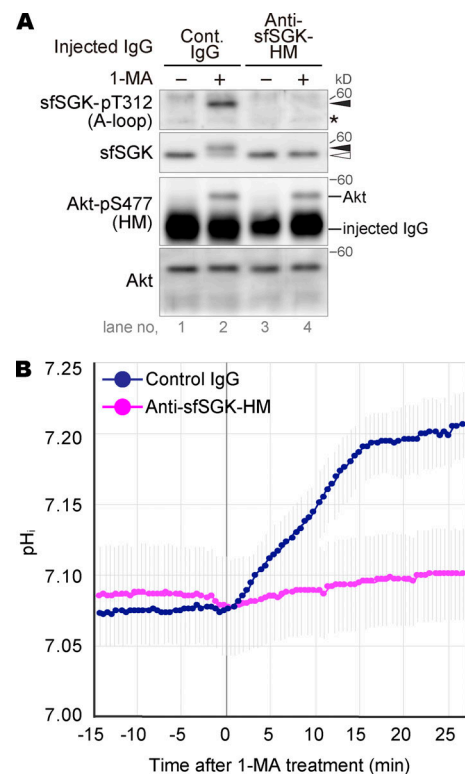 A
Injected IgG Cont. IgG Anti-sfSGK-HM
1-MA − + − +
kD
sfSGK-pT312 (A-loop) 60 *
sfSGK 60
Akt-pS477 (HM) 60 Akt injected IgG
Akt 60
lane no, 1 2 3 4
B
7.25
Control IgG
Anti-sfSGK-HM
7.20
7.15
pHi
7.10
7.05
7.00
-15 -10 -5 0 5 10 15 20 25
Time after 1-MA treatment (min)